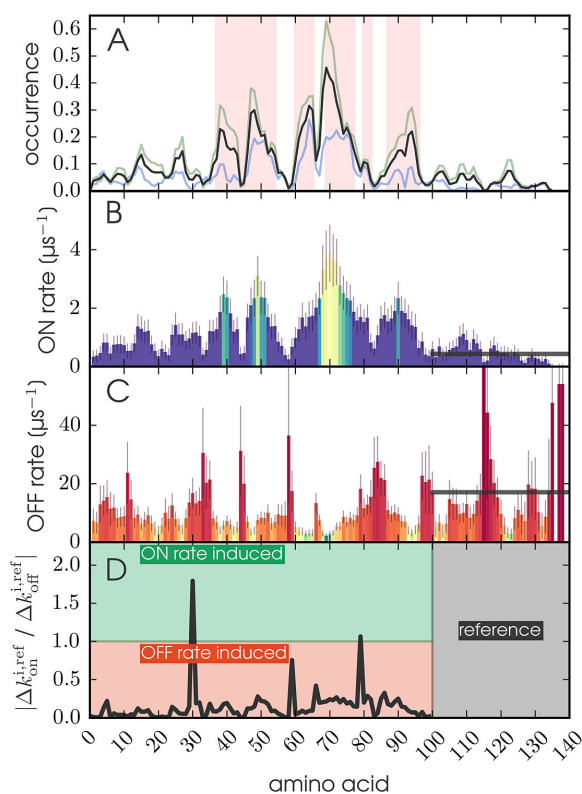 A
occurrence
0.6
0.5
0.4
0.3
0.2
0.1
0.0
B
ON rate (μs⁻¹)
4
2
0
C
OFF rate (μs⁻¹)
40
20
0
D
|Δk_on^{i,ref} / Δk_off^{i,ref}|
2.0
1.5
1.0
0.5
0.0
ON rate induced
OFF rate induced
reference
0 10 20 30 40 50 60 70 80 90 100 110 120 130 140
amino acid